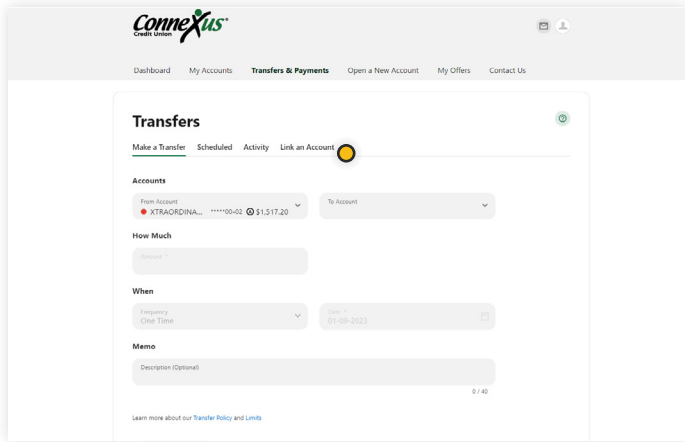 Connexus®
Credit Union
Dashboard My Accounts Transfers & Payments Open a New Account My Offers Contact Us
Transfers
Make a Transfer Scheduled Activity Link an Account
Accounts
From Account To Account
XTRAORDINA... *****00-02 A $1,517.20
How Much
Amount *
When
Frequency Date *
One Time 01-09-2023
Memo
Description (Optional)
0 / 40
Learn more about our Transfer Policy and Limits